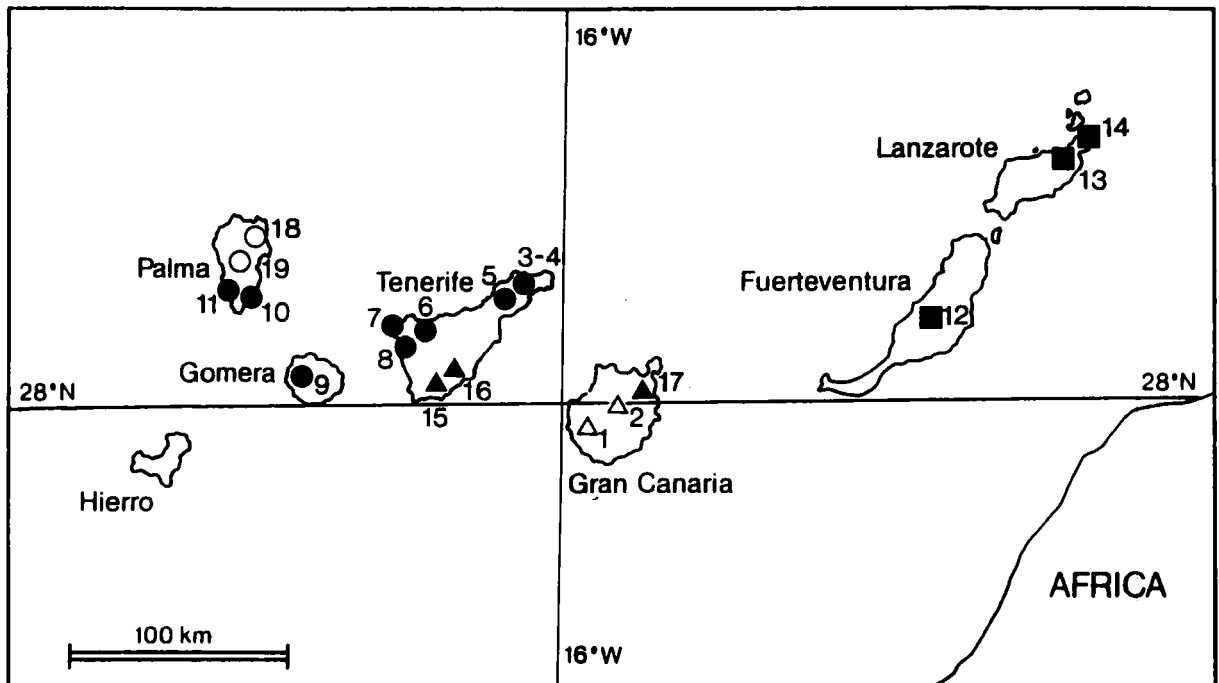 16°W
14
Lanzarote
13
18
3-4
Palma
19
Tenerife
5
Fuerteventura
11
10
7
6
12
8
Gomera
9
17
28°N
28°N
16
2
15
1
Gran Canaria
Hierro
AFRICA
100 km
16°W